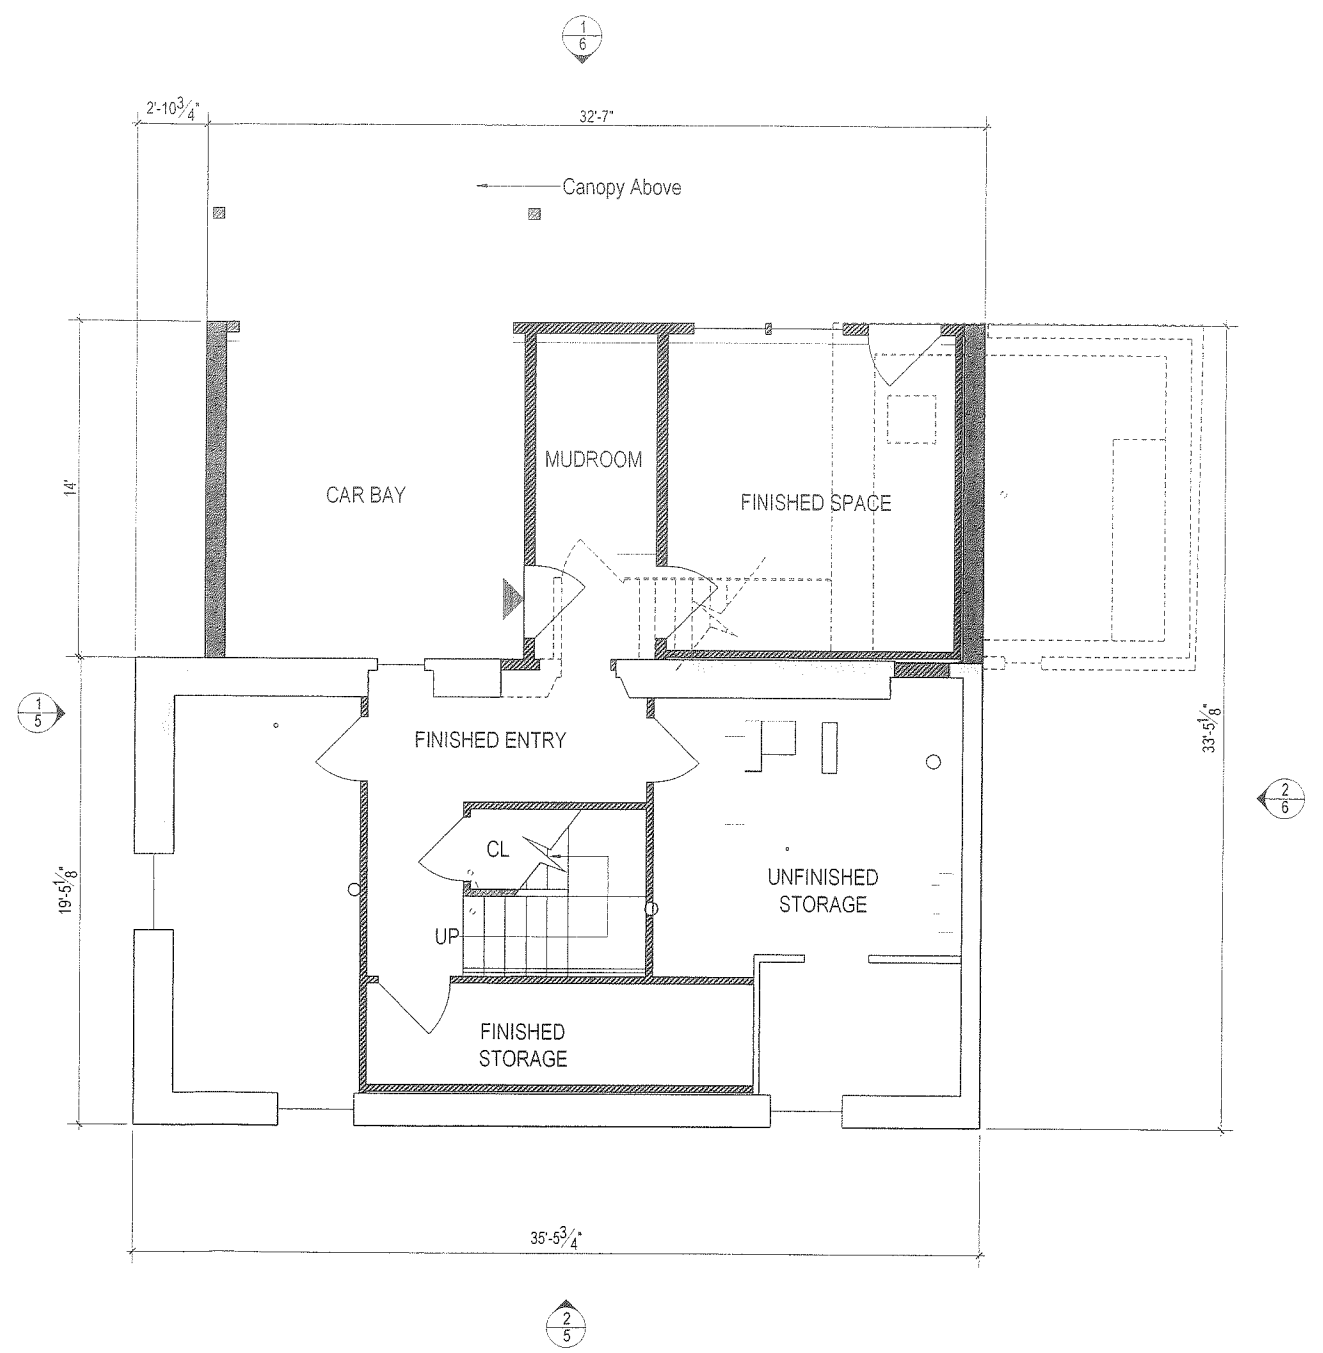 1
6
2'-10 3/4"
32'-7"
Canopy Above
MUDROOM
CAR BAY
FINISHED SPACE
14'
1
5
FINISHED ENTRY
33'-5 1/8"
2
6
CL
UNFINISHED
STORAGE
19'-5 1/8"
UP
FINISHED
STORAGE
35'-5 3/4"
2
5